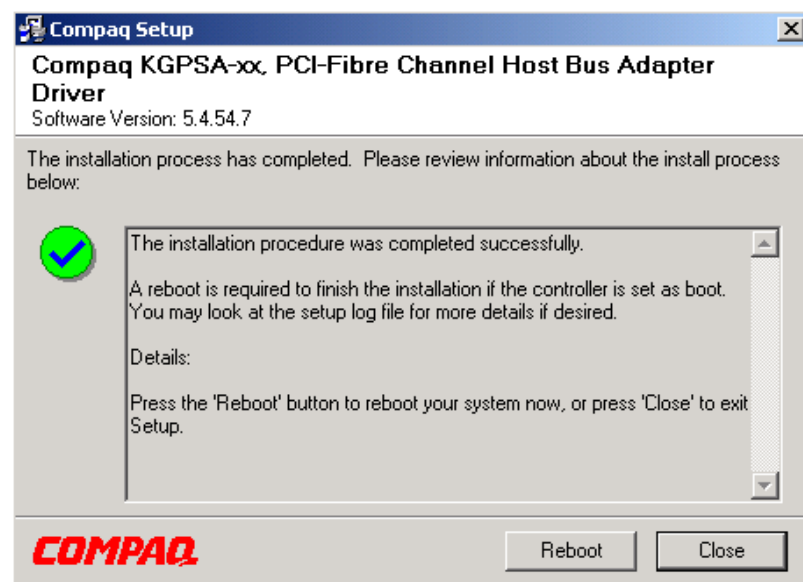 Compaq Setup
Compaq KGPSA-xx, PCI-Fibre Channel Host Bus Adapter
Driver
Software Version: 5.4.54.7
The installation process has completed.  Please review information about the install process
below:
The installation procedure was completed successfully.
A reboot is required to finish the installation if the controller is set as boot.
You may look at the setup log file for more details if desired.
Details:
Press the 'Reboot' button to reboot your system now, or press 'Close' to exit
Setup.
COMPAQ
Reboot
Close